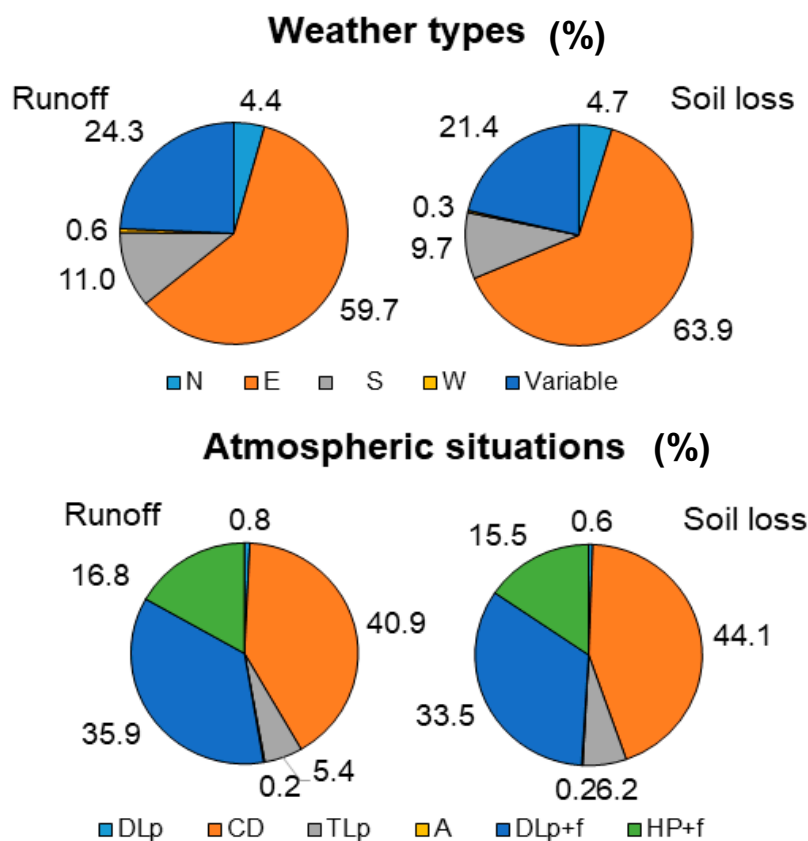 Weather types (%)
Runoff
Soil loss
24.3
4.4
0.6
11.0
59.7
21.4
4.7
0.3
9.7
63.9
N E S W Variable
Atmospheric situations (%)
Runoff
Soil loss
0.8
16.8
40.9
35.9
0.2
5.4
0.6
15.5
44.1
33.5
0.2
6.2
DLp CD TLp A DLp+f HP+f